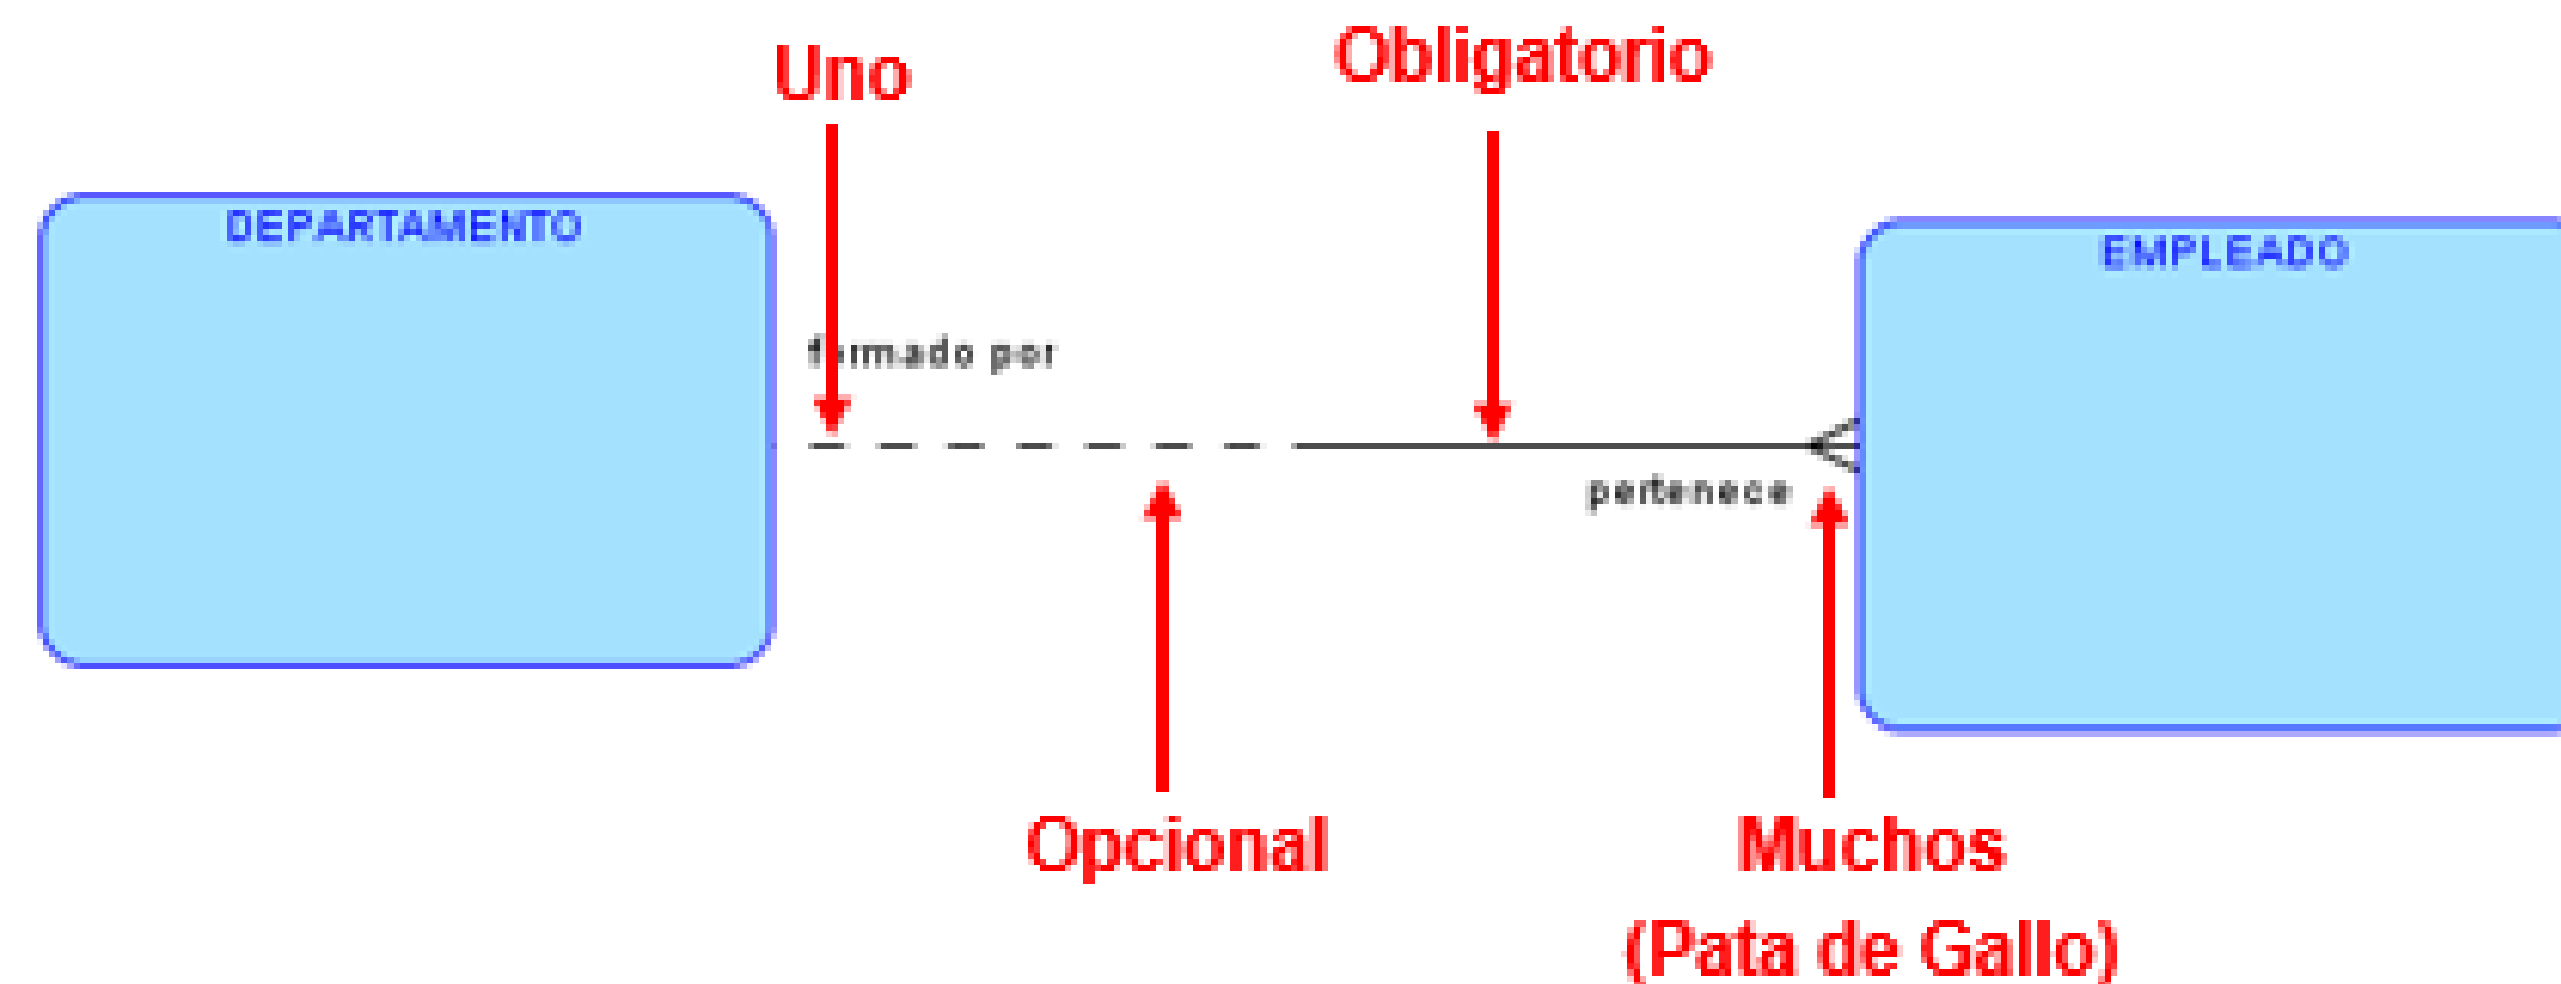 Uno
Obligatorio
DEPARTAMENTO
EMPLEADO
formado por
pertenece
Opcional
Muchos
(Pata de Gallo)